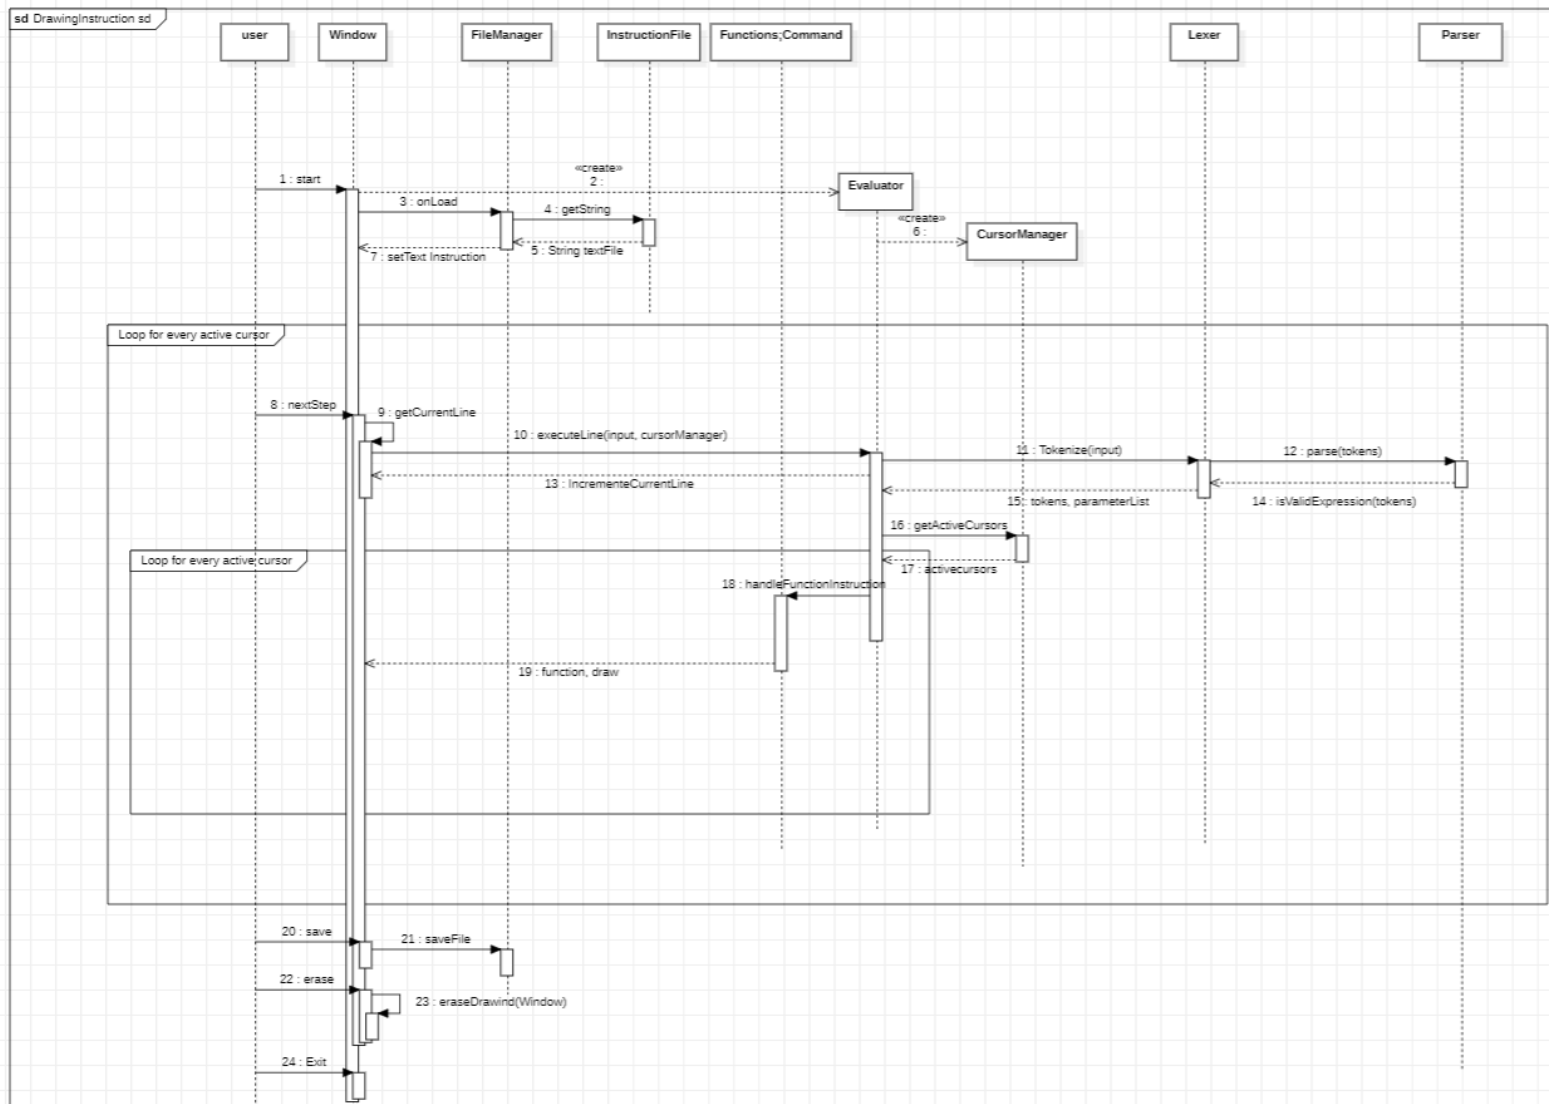 sd DrawingInstruction sd
user
Window
FileManager
InstructionFile
Functions;Command
Lexer
Parser
«create»
2 :
1 : start
Evaluator
3 : onLoad
4 : getString
«create»
6 :
CursorManager
5 : String textFile
7 : setText Instruction
Loop for every active cursor
8 : nextStep
9 : getCurrentLine
10 : executeLine(input, cursorManager)
11 : Tokenize(input)
12 : parse(tokens)
13 : IncrementeCurrentLine
15 : tokens, parameterList
14 : isValidExpression(tokens)
16 : getActiveCursors
Loop for every active cursor
17 : activecursors
18 : handleFunctionInstruction
19 : function, draw
20 : save
21 : saveFile
22 : erase
23 : eraseDrawind(Window)
24 : Exit